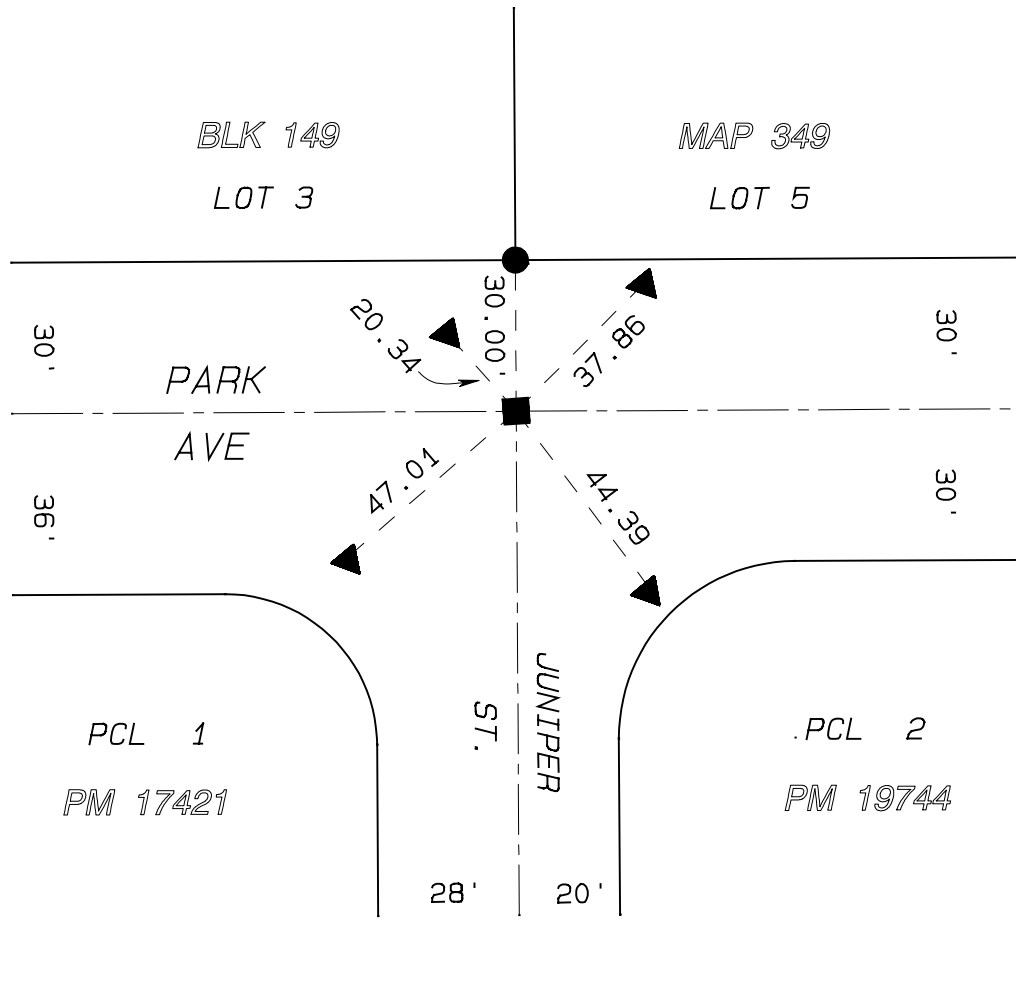 BLK 149
MAP 349
LOT 3
LOT 5
30'
20.34
30.00'
37.86
30'
PARK
AVE
47.01
44.39
36'
30'
JUNIPER
ST.
PCL 1
PM 17421
PCL 2
PM 19744
28'
20'